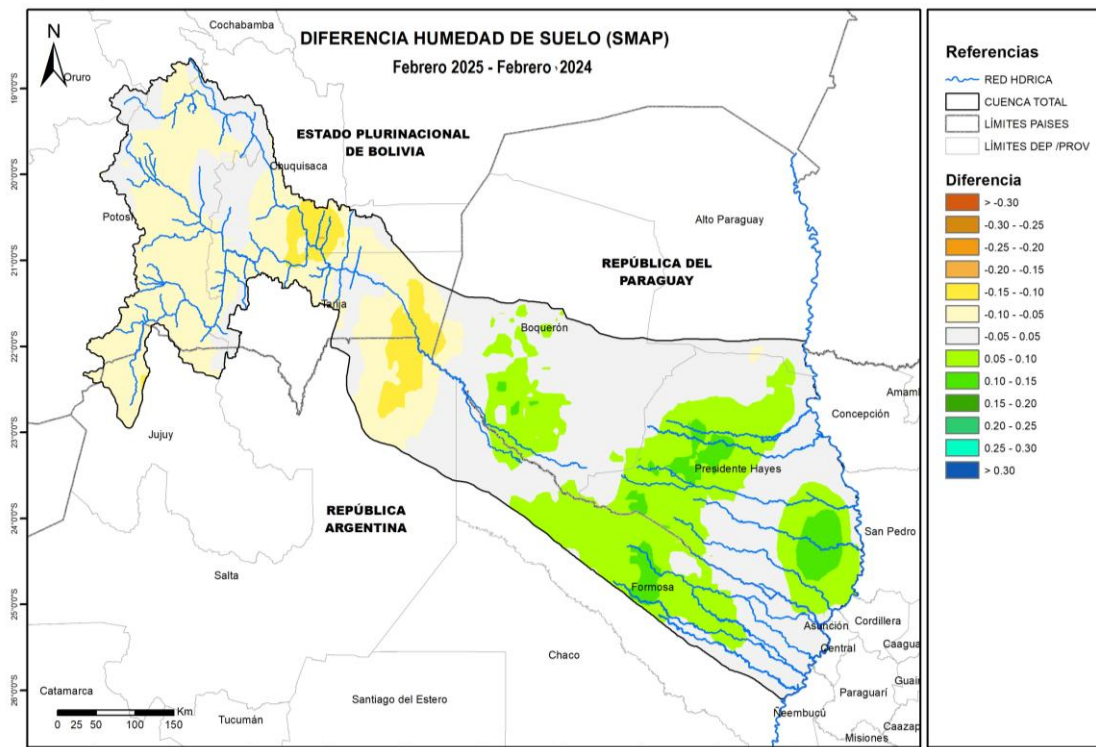 DIFERENCIA HUMEDAD DE SUELO (SMAP)
Febrero 2025 - Febrero 2024
N
Cochabamba
Oruro
ESTADO PLURINACIONAL
DE BOLIVIA
Chuquisaca
Potosí
Alto Paraguay
REPÚBLICA DEL
PARAGUAY
Tarija
Boquerón
Amam
Concepción
Jujuy
Presidente Hayes
REPÚBLICA
ARGENTINA
San Pedro
Salta
Formosa
Asunción
Cordillera
Central
Caagua
Chaco
Guair
Catamarca
Santiago del Estero
Paraguarí
Ñeembucú
Caazap
Tucumán
Misiones
0 25 50 100 150
Km
19°0'0"S
20°0'0"S
21°0'0"S
22°0'0"S
23°0'0"S
24°0'0"S
25°0'0"S
26°0'0"S
Referencias
RED HDRICA
CUENCA TOTAL
LÍMITES PAISES
LÍMITES DEP /PROV
Diferencia
> -0.30
-0.30 - -0.25
-0.25 - -0.20
-0.20 - -0.15
-0.15 - -0.10
-0.10 - -0.05
-0.05 - 0.05
0.05 - 0.10
0.10 - 0.15
0.15 - 0.20
0.20 - 0.25
0.25 - 0.30
> 0.30